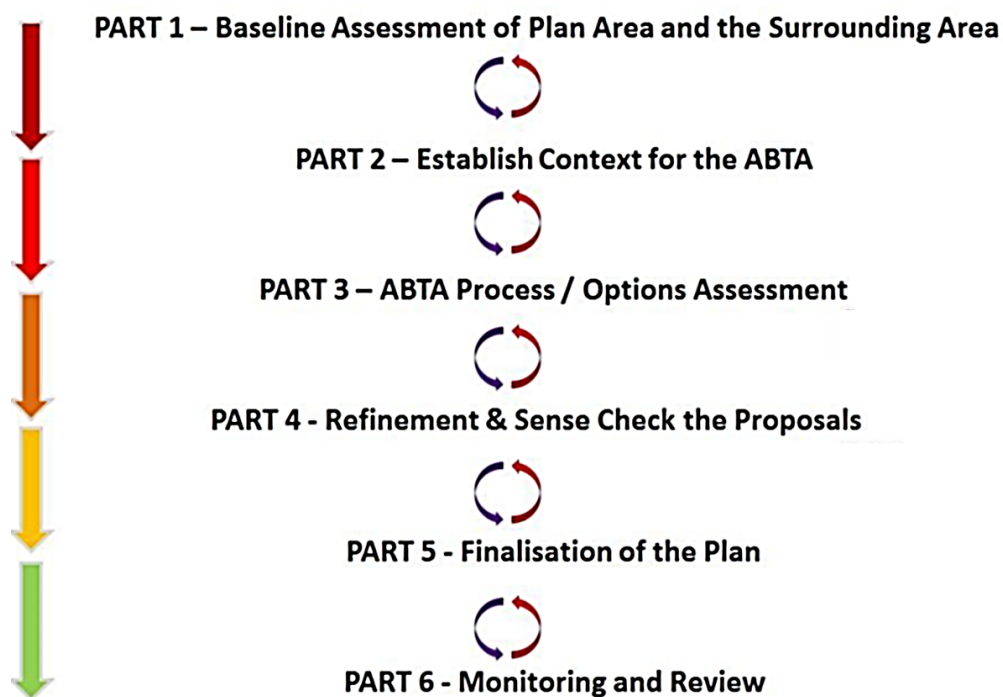 PART 1 – Baseline Assessment of Plan Area and the Surrounding Area
PART 2 – Establish Context for the ABTA
PART 3 – ABTA Process / Options Assessment
PART 4 - Refinement & Sense Check the Proposals
PART 5 - Finalisation of the Plan
PART 6 - Monitoring and Review